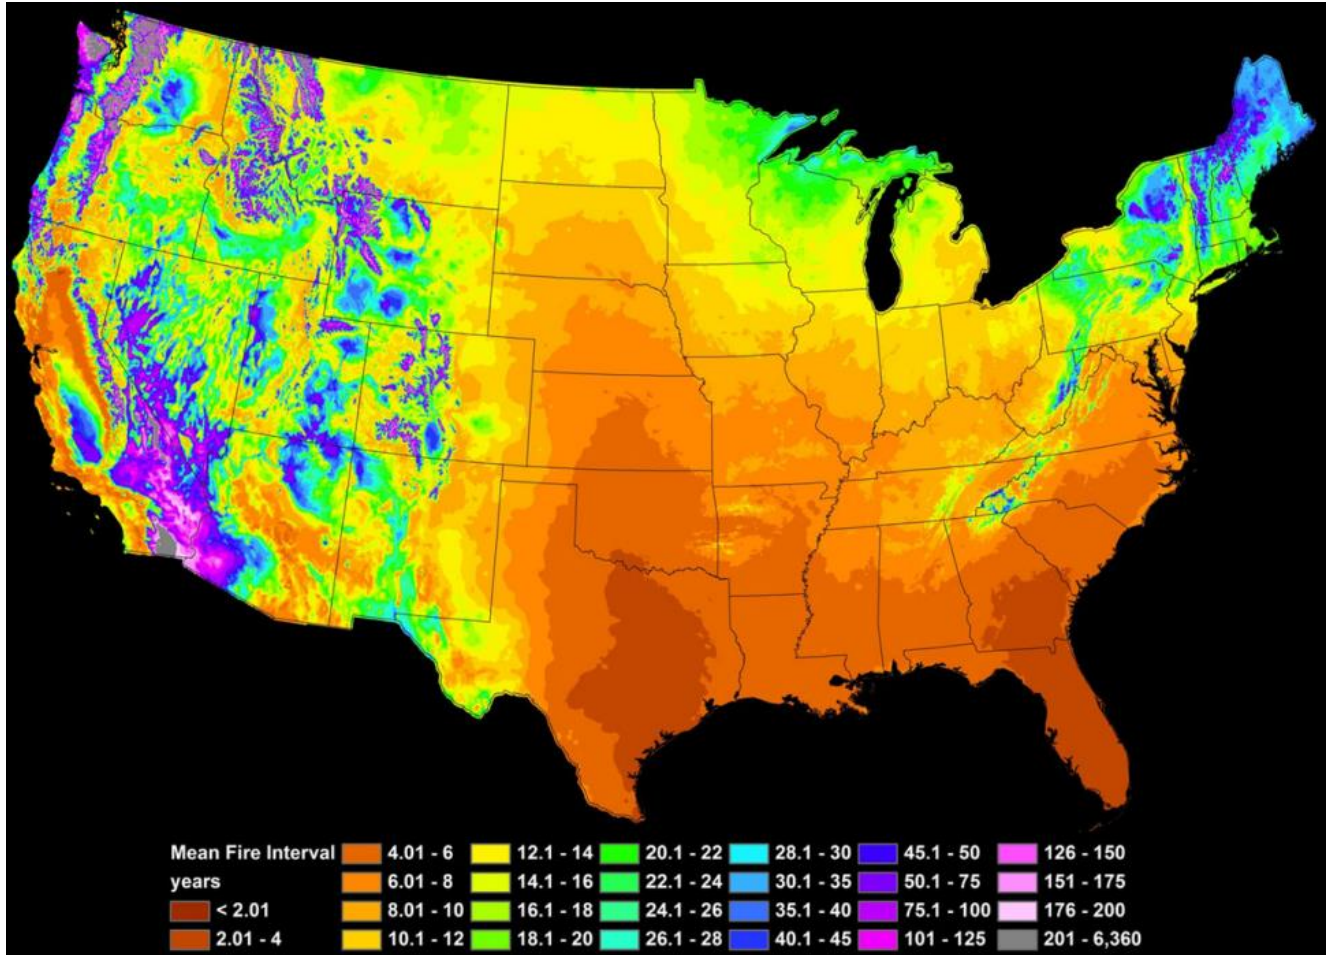 Mean Fire Interval
years
< 2.01
2.01 - 4
4.01 - 6
6.01 - 8
8.01 - 10
10.1 - 12
12.1 - 14
14.1 - 16
16.1 - 18
18.1 - 20
20.1 - 22
22.1 - 24
24.1 - 26
26.1 - 28
28.1 - 30
30.1 - 35
35.1 - 40
40.1 - 45
45.1 - 50
50.1 - 75
75.1 - 100
101 - 125
126 - 150
151 - 175
176 - 200
201 - 6,360